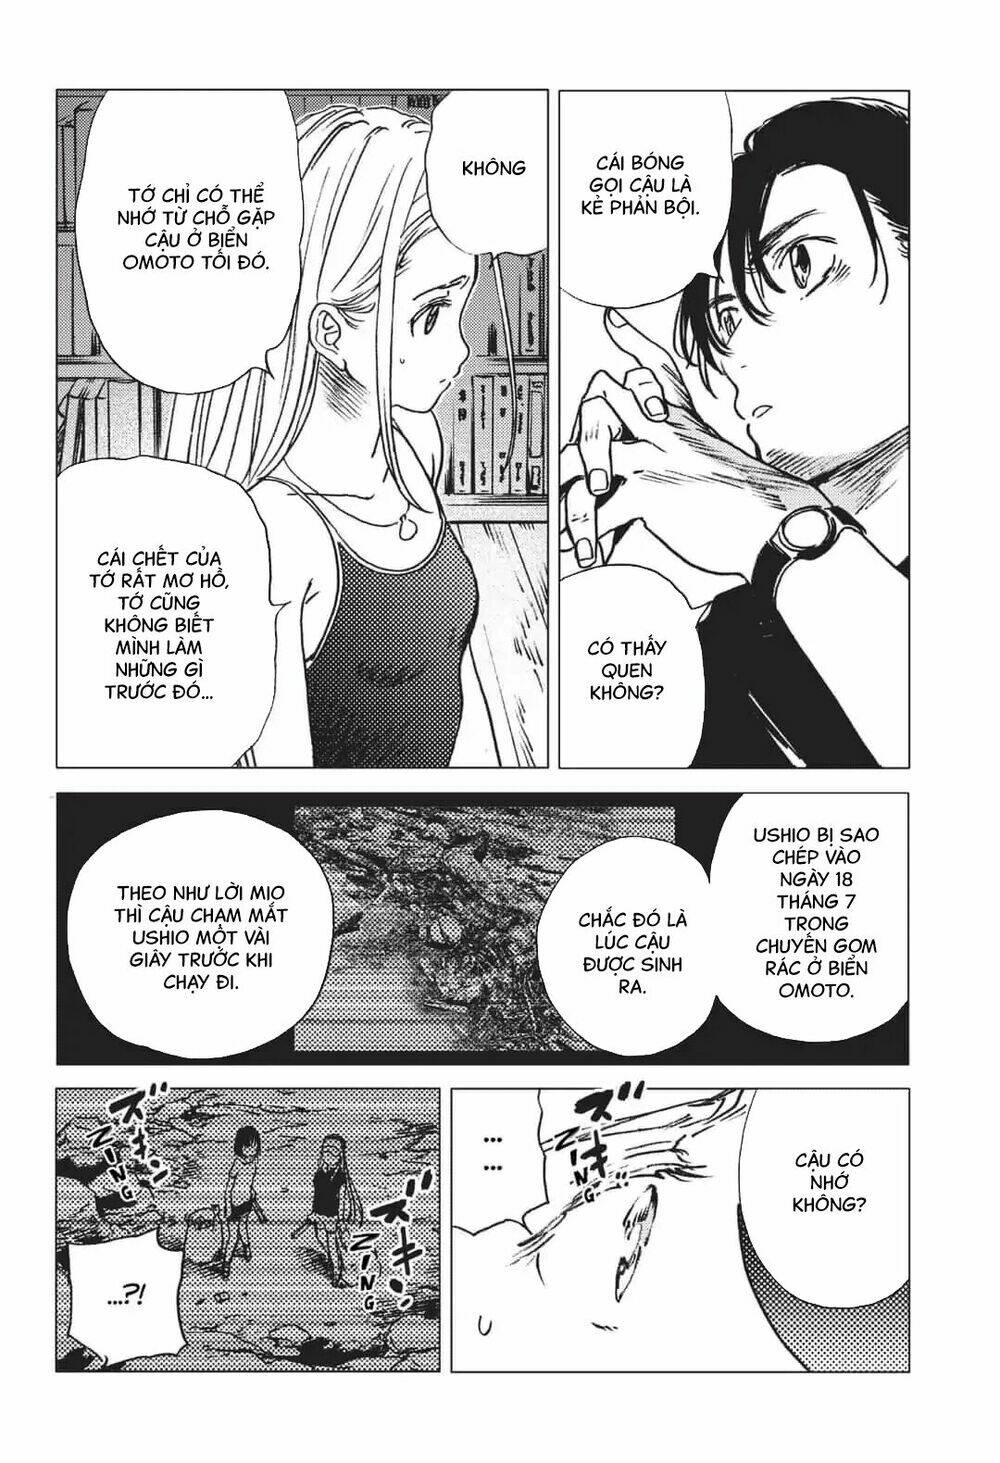 CÁI BÓNG
GỌI CẬU LÀ
KẺ PHẢN BỘI.
CÓ THẤY
QUEN
KHÔNG?
KHÔNG
TỚ CHỈ CÓ THỂ
NHỚ TỪ CHỖ GẶP
CẬU Ở BIỂN
OMOTO TỐI ĐÓ.
CÁI CHẾT CỦA
TỚ RẤT MƠ HỒ,
TỚ CŨNG
KHÔNG BIẾT
MÌNH LÀM
NHỮNG GÌ
TRƯỚC ĐÓ...
USHIO BỊ SAO
CHÉP VÀO
NGÀY 18
THÁNG 7
TRONG
CHUYẾN GOM
RÁC Ở BIỂN
OMOTO.
CHẮC ĐÓ LÀ
LÚC CẬU
ĐƯỢC SINH
RA.
THEO NHƯ LỜI MIO
THÌ CẬU CHẠM MẮT
USHIO MỘT VÀI
GIÂY TRƯỚC KHI
CHẠY ĐI.
CẬU CÓ
NHỚ
KHÔNG?
...
...
ズキン
ZING
ズキン
ZING
ズキン
ZING
...?!